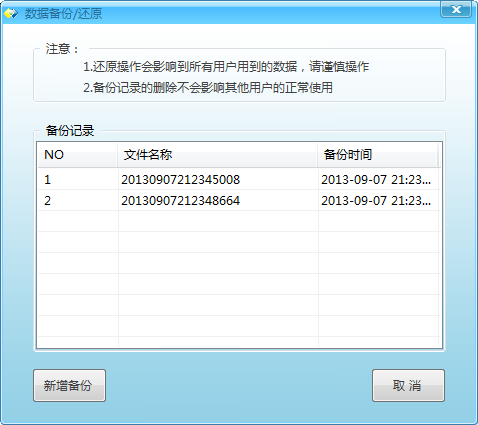 数据备份/还原
注意：
1.还原操作会影响到所有用户用到的数据，请谨慎操作
2.备份记录的删除不会影响其他用户的正常使用
备份记录
NO 文件名称 备份时间
1 20130907212345008 2013-09-07 21:23...
2 20130907212348664 2013-09-07 21:23...
新增备份 取 消